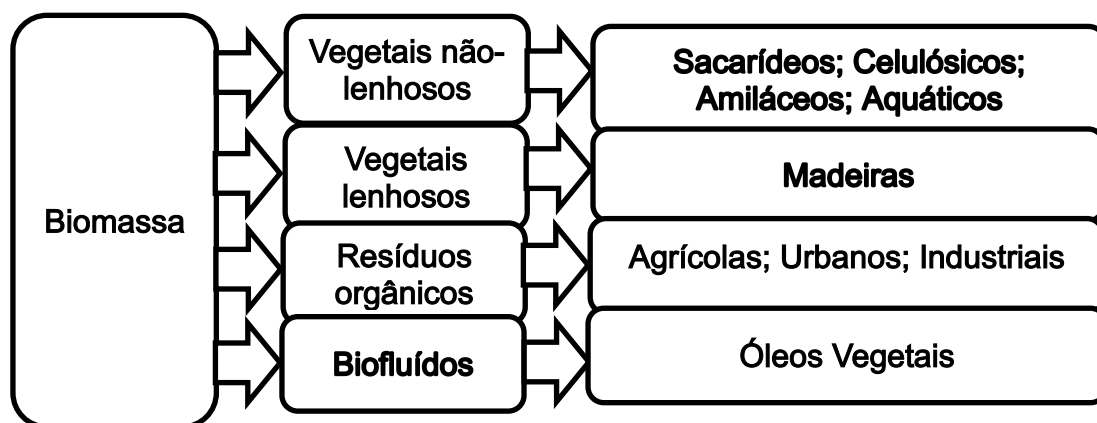 Biomassa
Vegetais não-
lenhosos
Sacarídeos; Celulósicos;
Amiláceos; Aquáticos
Vegetais
lenhosos
Madeiras
Resíduos
orgânicos
Agrícolas; Urbanos; Industriais
Biofluídos
Óleos Vegetais